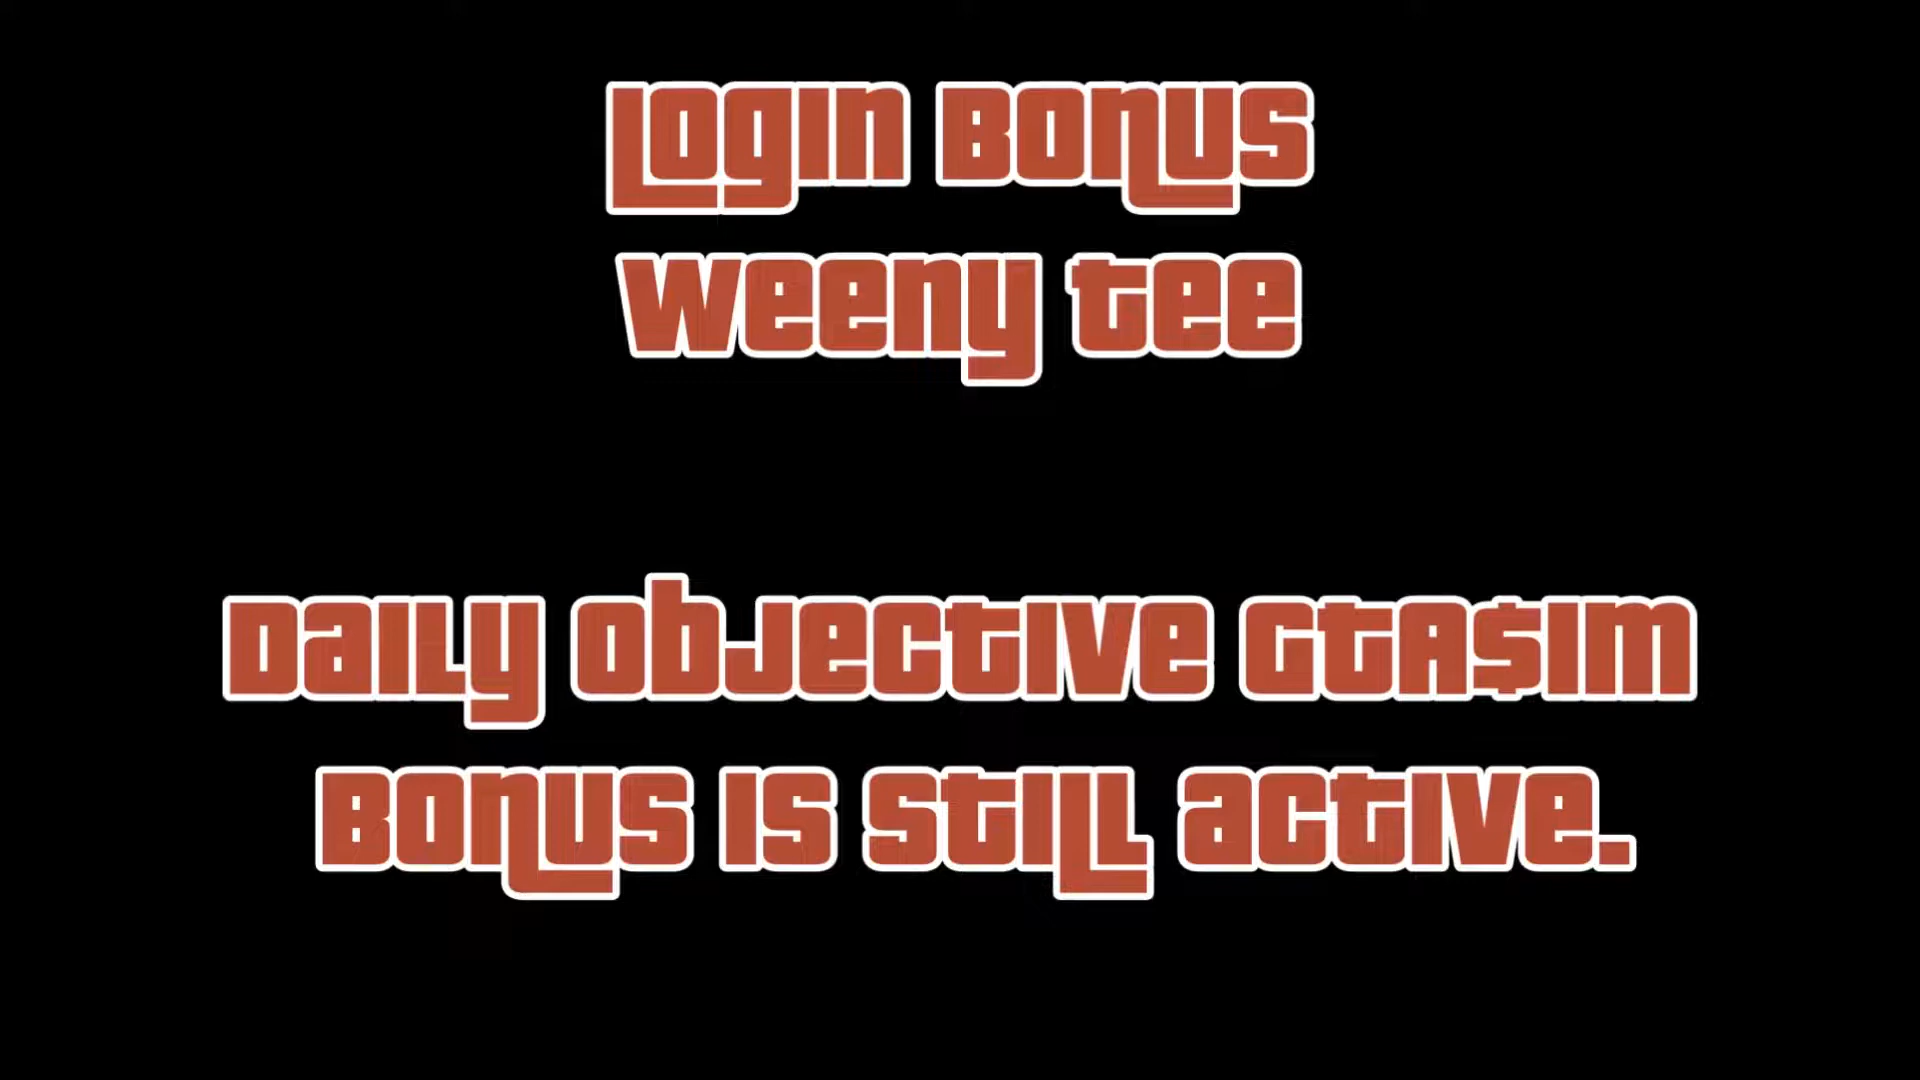 Login Bonus
Weeny Tee
Daily Objective GTA$1M
Bonus is still active.